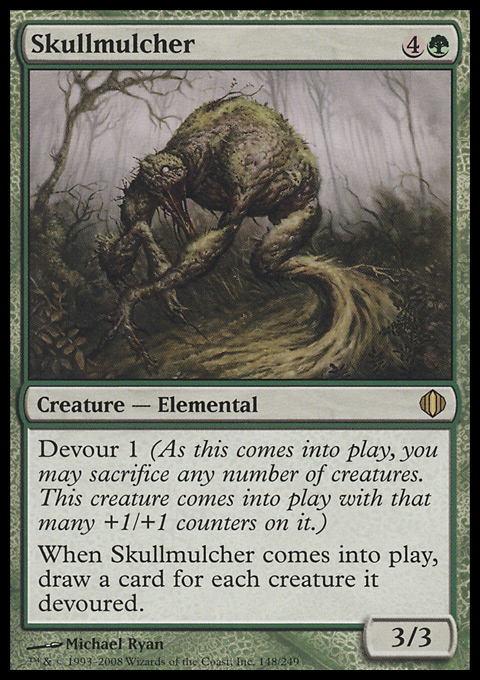 Skullmulcher 4
Creature — Elemental
Devour 1 (As this comes into play, you
may sacrifice any number of creatures.
This creature comes into play with that
many +1/+1 counters on it.)
When Skullmulcher comes into play,
draw a card for each creature it
devoured.
Michael Ryan
™ & © 1993–2008 Wizards of the Coast, Inc. 148/249
3/3